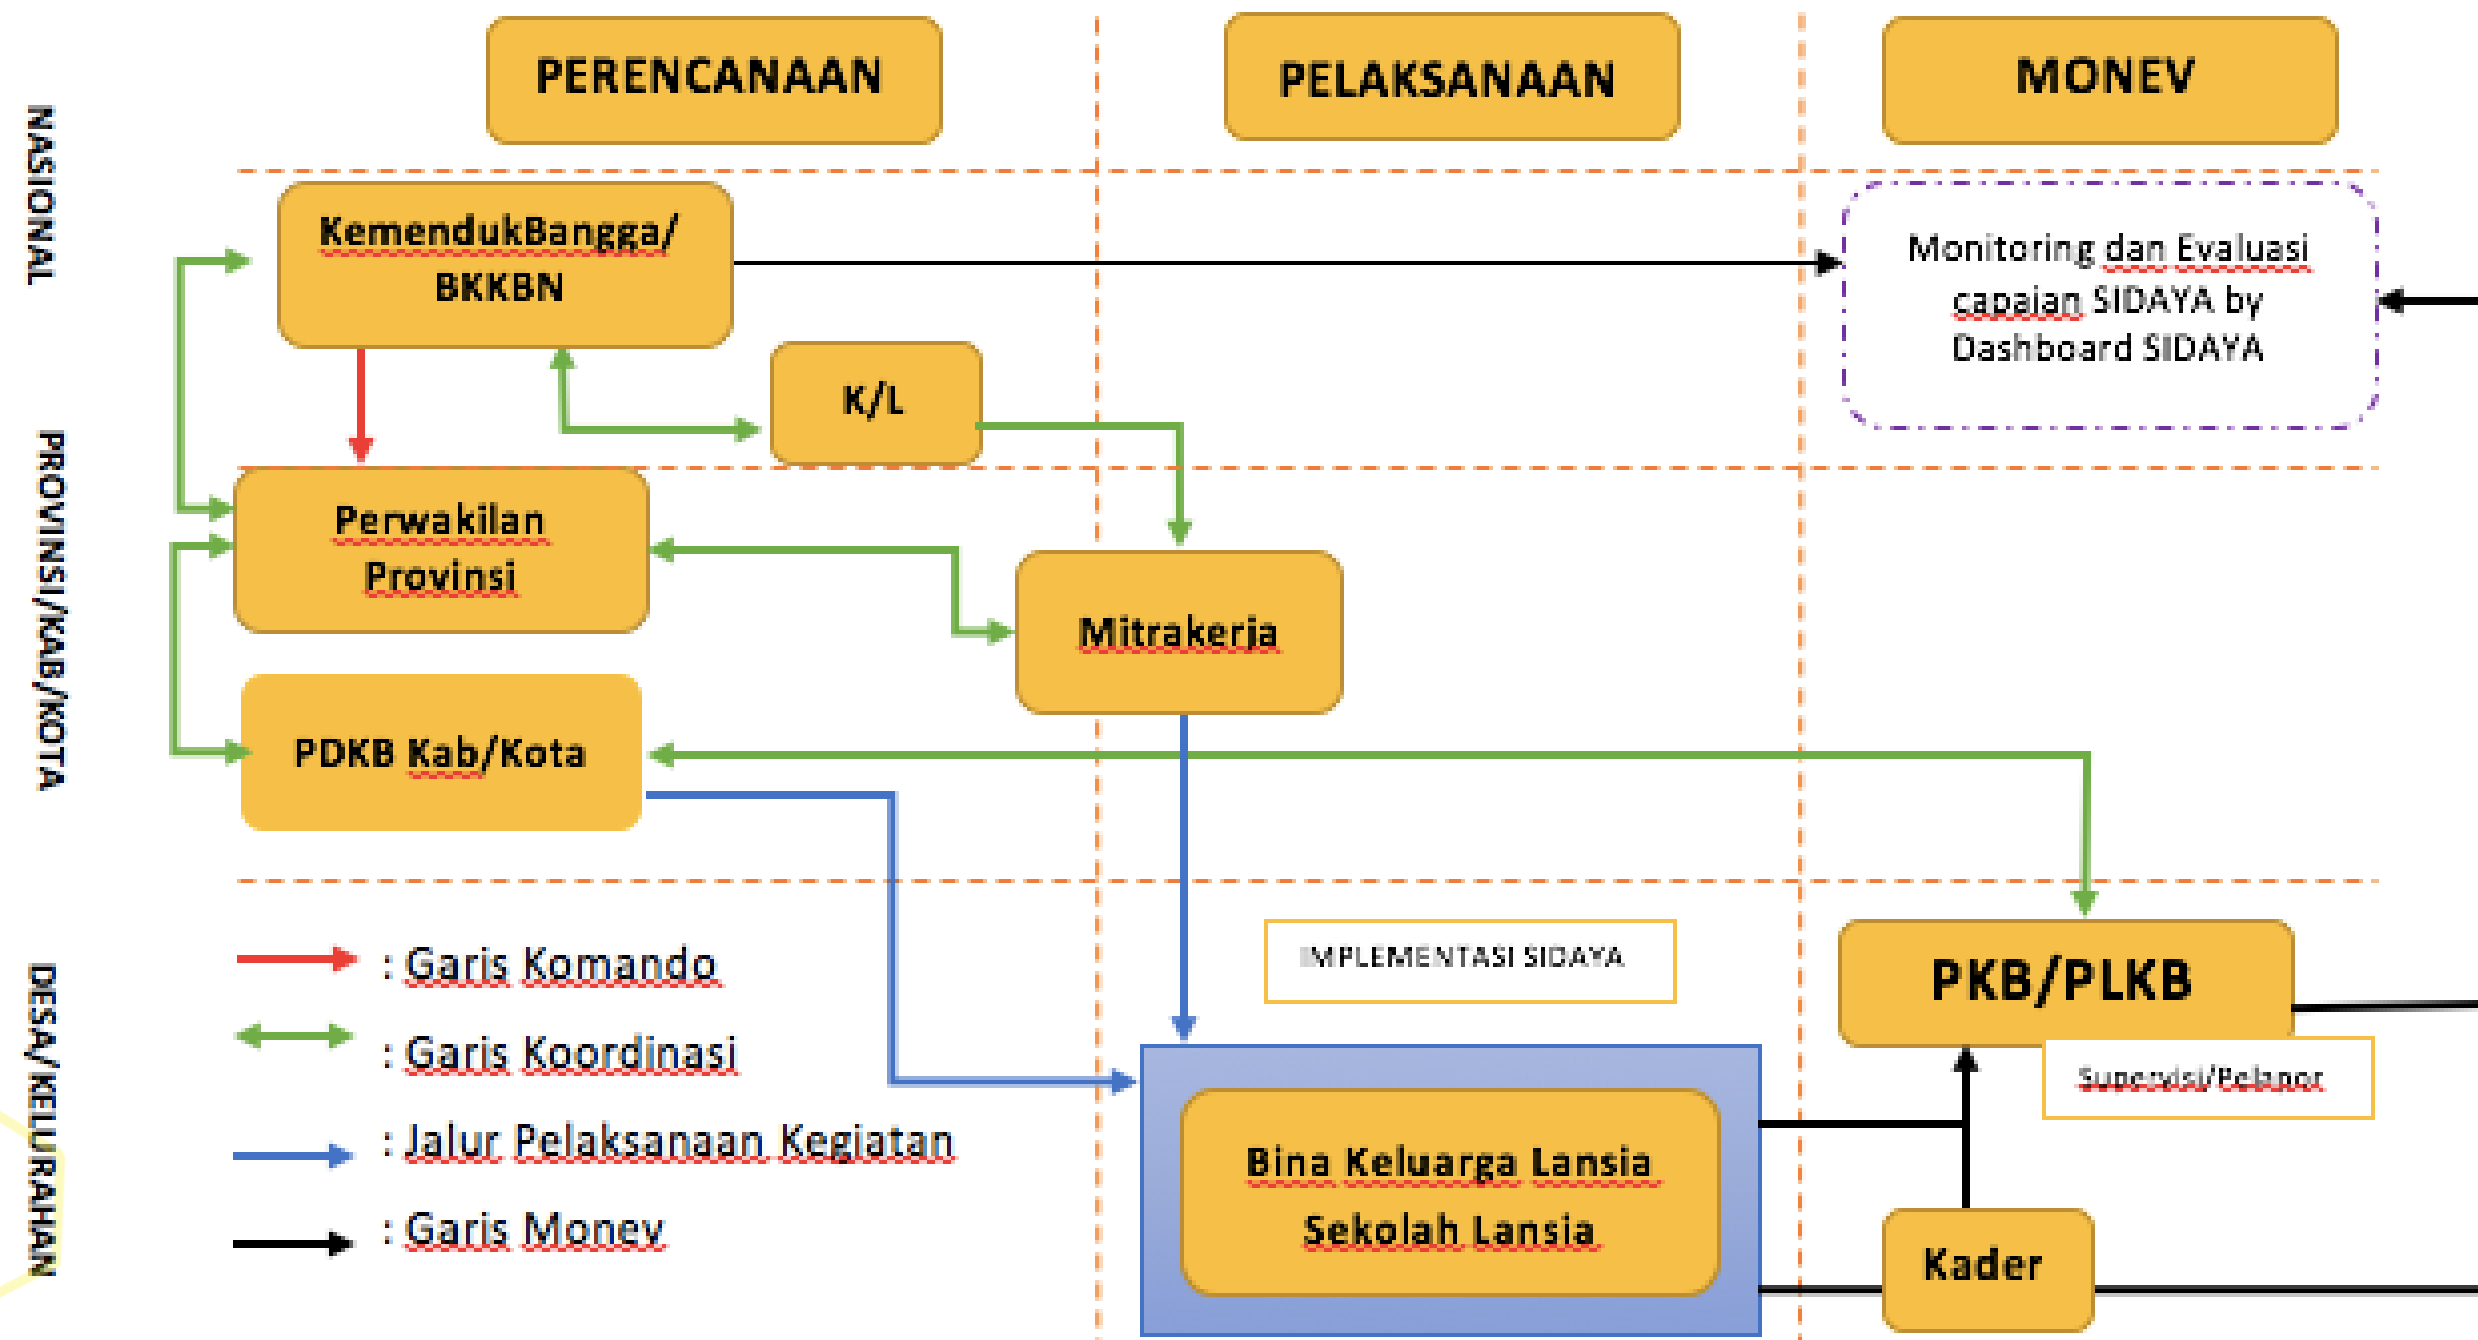 PERENCANAAN
PELAKSANAAN
MONEV
NASIONAL
KemendukBangga/
BKKBN
K/L
Monitoring dan Evaluasi
capaian SIDAYA by
Dashboard SIDAYA
PROVINSI/KAB/KOTA
Perwakilan
Provinsi
Mitrakerja
PDKB Kab/Kota
DESA/KELURAHAN
: Garis Komando
: Garis Koordinasi
: Jalur Pelaksanaan Kegiatan
: Garis Monev
IMPLEMENTASI SIDAYA
Bina Keluarga Lansia
Sekolah Lansia
PKB/PLKB
Supervisi/Pelapor
Kader